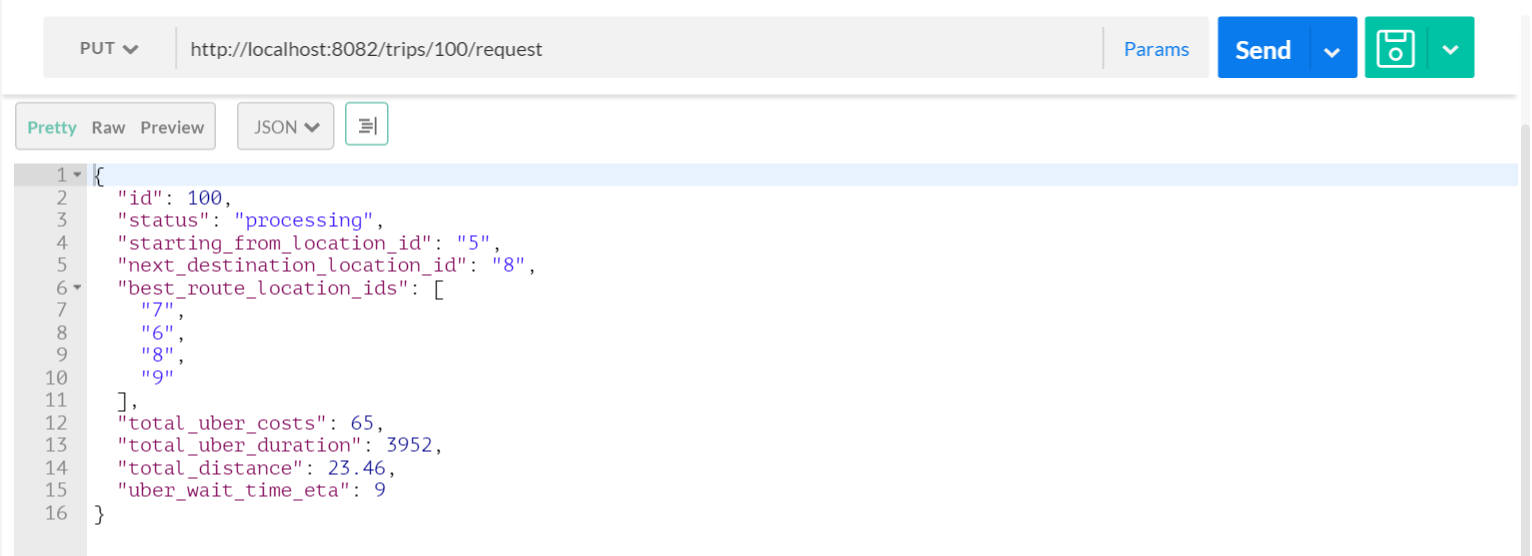 PUT http://localhost:8082/trips/100/request Params Send
Pretty Raw Preview JSON
1 {
2 "id": 100,
3 "status": "processing",
4 "starting_from_location_id": "5",
5 "next_destination_location_id": "8",
6 "best_route_location_ids": [
7 "7",
8 "6",
9 "8",
10 "9"
11 ],
12 "total_uber_costs": 65,
13 "total_uber_duration": 3952,
14 "total_distance": 23.46,
15 "uber_wait_time_eta": 9
16 }